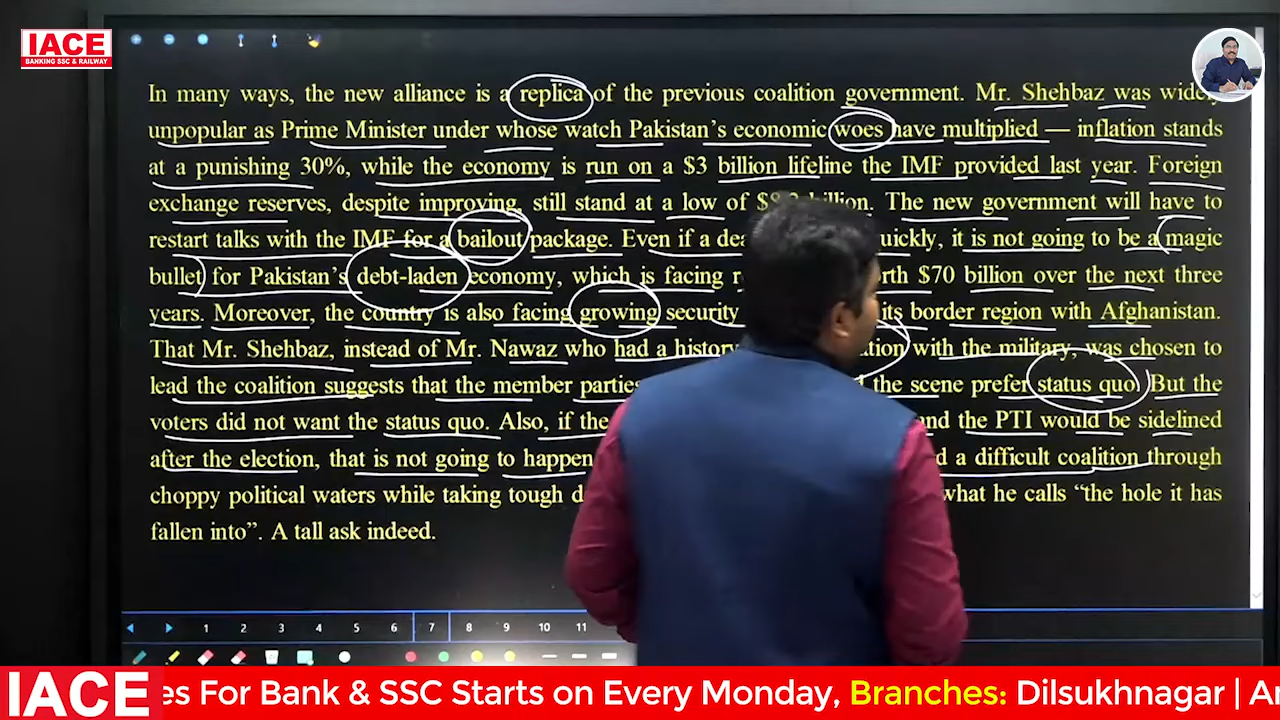 IACE
BANKING SSC & RAILWAY
In many ways, the new alliance is a replica of the previous coalition government. Mr. Shehbaz was widely
unpopular as Prime Minister under whose watch Pakistan's economic woes have multiplied — inflation stands
at a punishing 30%, while the economy is run on a $3 billion lifeline the IMF provided last year. Foreign
exchange reserves, despite improving, still stand at a low of billion. The new government will have to
restart talks with the IMF for a bailout package. Even if a it is not going to be a magic
bullet for Pakistan's debt-laden economy, which is facing $70 billion over the next three
years. Moreover, the country is also facing growing security its border region with Afghanistan.
That Mr. Shehbaz, instead of Mr. Nawaz who had a history with the military, was chosen to
lead the coalition suggests that the member parties the scene prefer status quo. But the
voters did not want the status quo. Also, if the and the PTI would be sidelined
after the election, that is not going to happen a difficult coalition through
choppy political waters while taking tough what he calls “the hole it has
fallen into”. A tall ask indeed.
1 2 3 4 5 6 7 8 9 10 11
IACE es For Bank & SSC Starts on Every Monday, Branches: Dilsukhnagar |